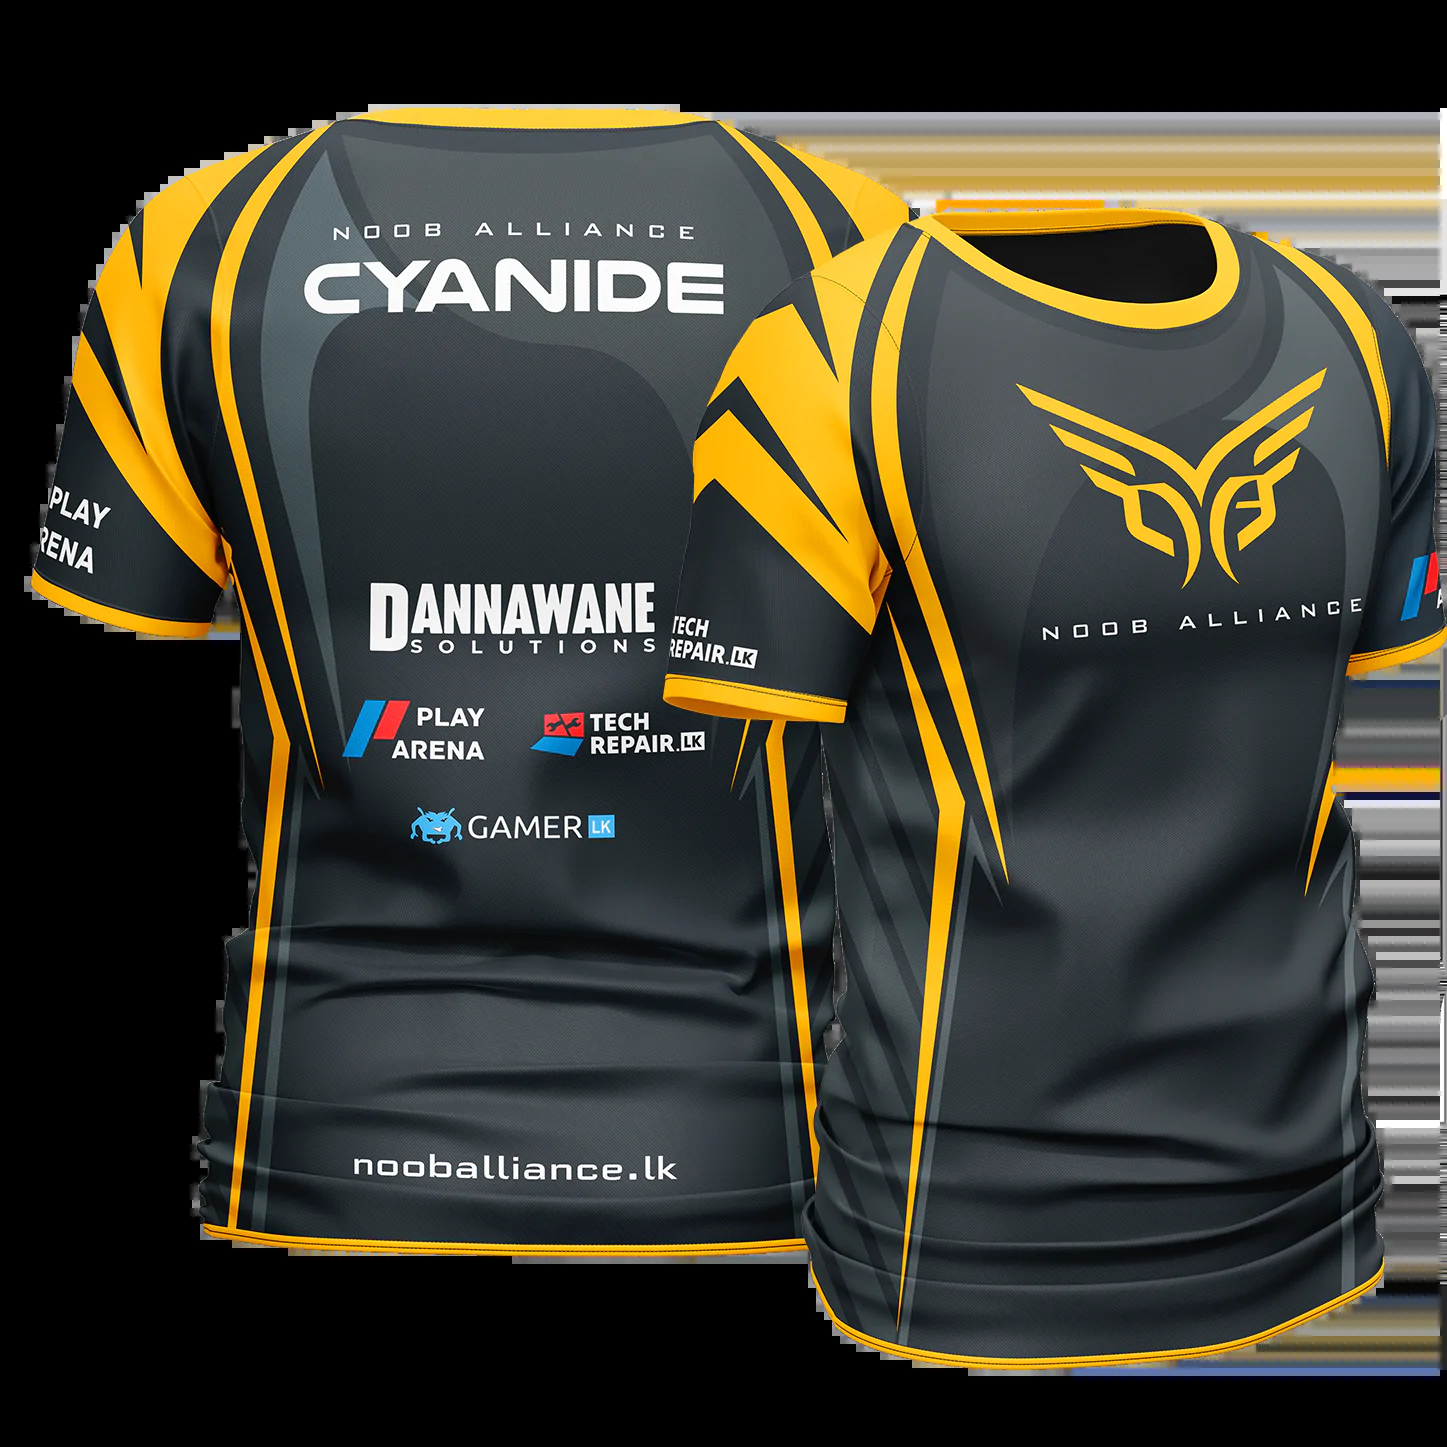 NOOB ALLIANCE
CYANIDE
PLAY
ARENA
DANNAWANE
SOLUTIONS
PLAY
ARENA
TECH
REPAIR.LK
GAMER LK
nooballiance.lk
TECH
REPAIR.LK
NOOB ALLIANCE